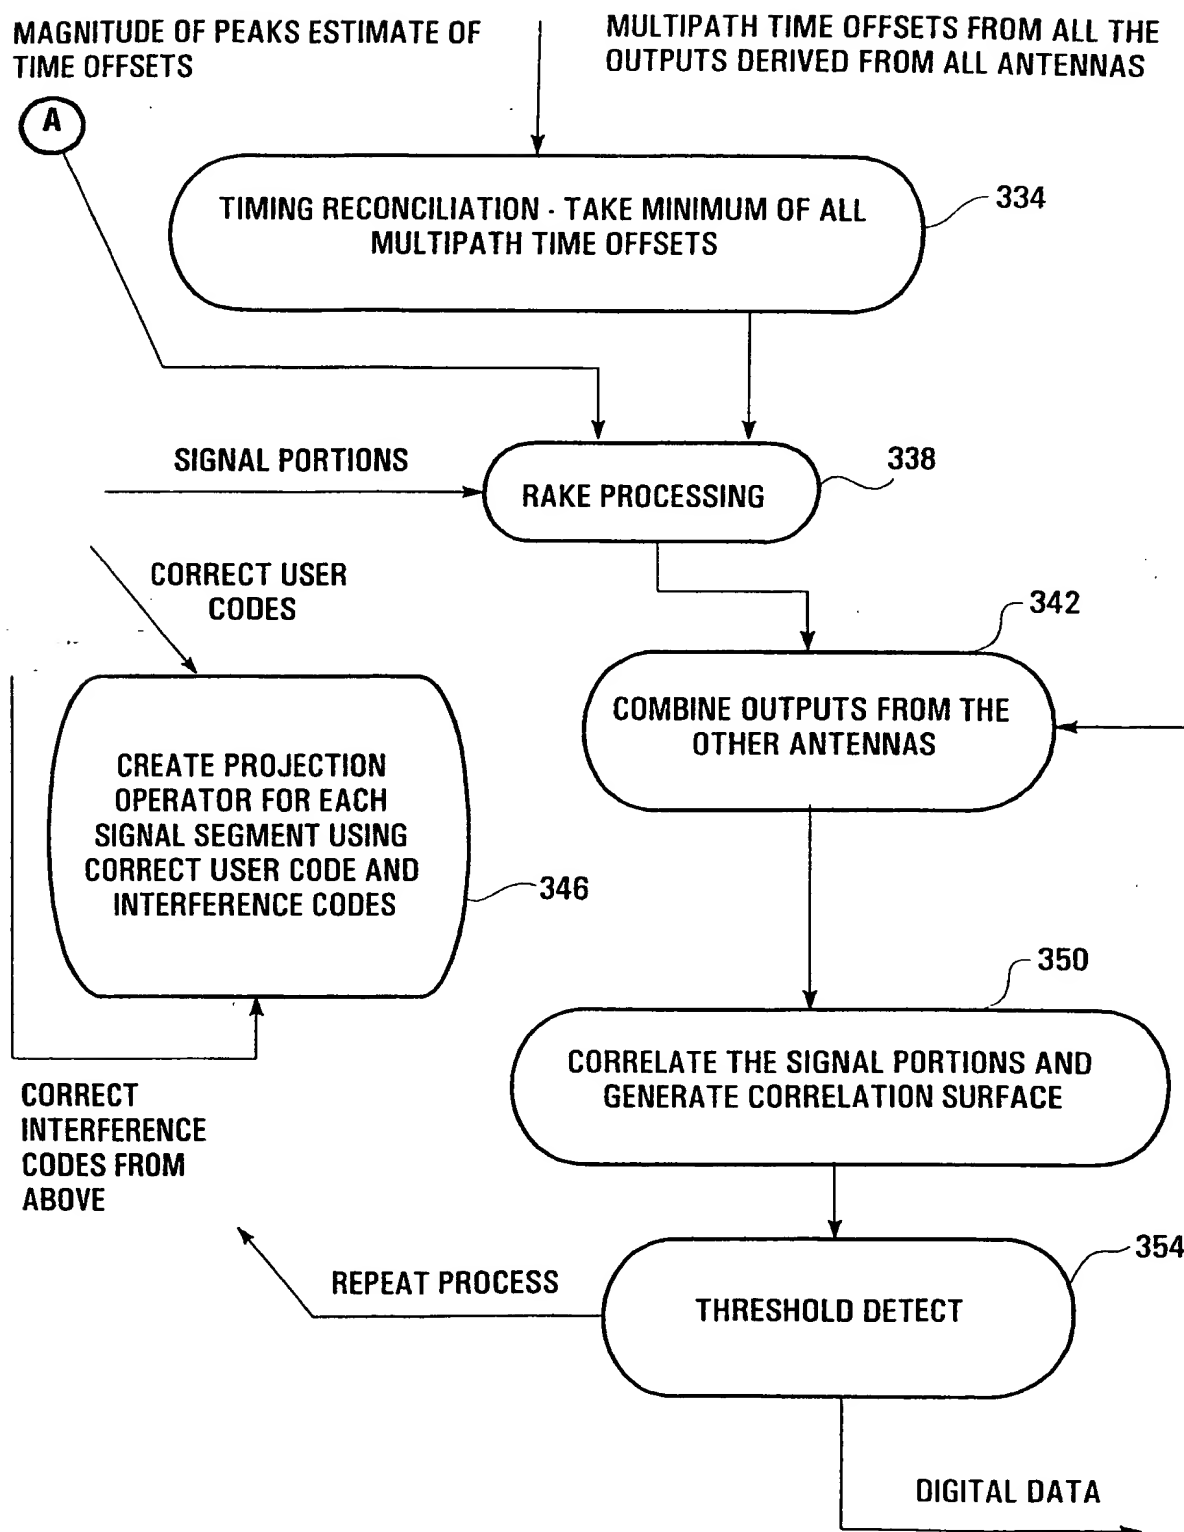 MAGNITUDE OF PEAKS ESTIMATE OF
TIME OFFSETS
MULTIPATH TIME OFFSETS FROM ALL THE
OUTPUTS DERIVED FROM ALL ANTENNAS
A
TIMING RECONCILIATION - TAKE MINIMUM OF ALL
MULTIPATH TIME OFFSETS
334
SIGNAL PORTIONS
RAKE PROCESSING
338
CORRECT USER
CODES
342
COMBINE OUTPUTS FROM THE
OTHER ANTENNAS
CREATE PROJECTION
OPERATOR FOR EACH
SIGNAL SEGMENT USING
CORRECT USER CODE AND
INTERFERENCE CODES
346
350
CORRELATE THE SIGNAL PORTIONS AND
GENERATE CORRELATION SURFACE
CORRECT
INTERFERENCE
CODES FROM
ABOVE
354
REPEAT PROCESS
THRESHOLD DETECT
DIGITAL DATA